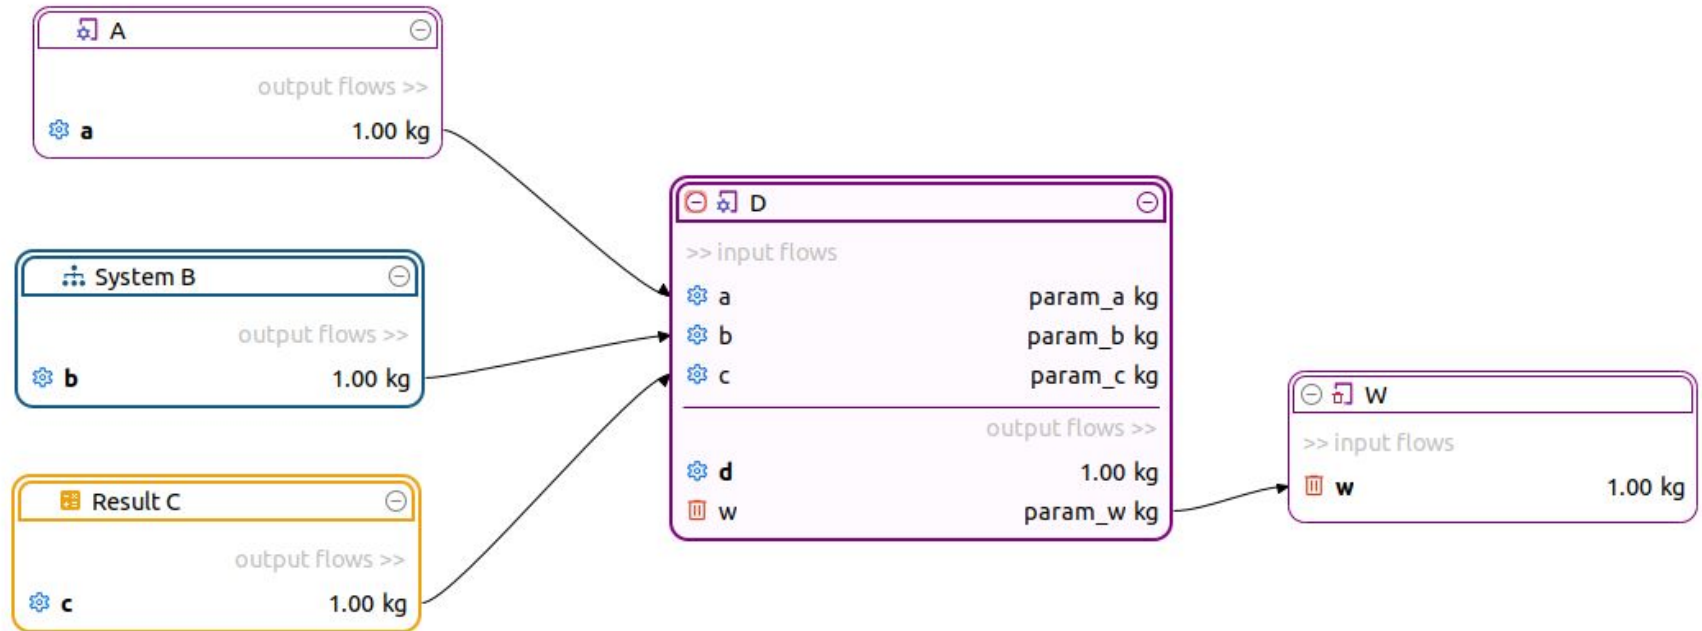 A
output flows >>
a 1.00 kg
System B
output flows >>
b 1.00 kg
Result C
output flows >>
c 1.00 kg
D
>> input flows
a param_a kg
b param_b kg
c param_c kg
output flows >>
d 1.00 kg
w param_w kg
W
>> input flows
w 1.00 kg